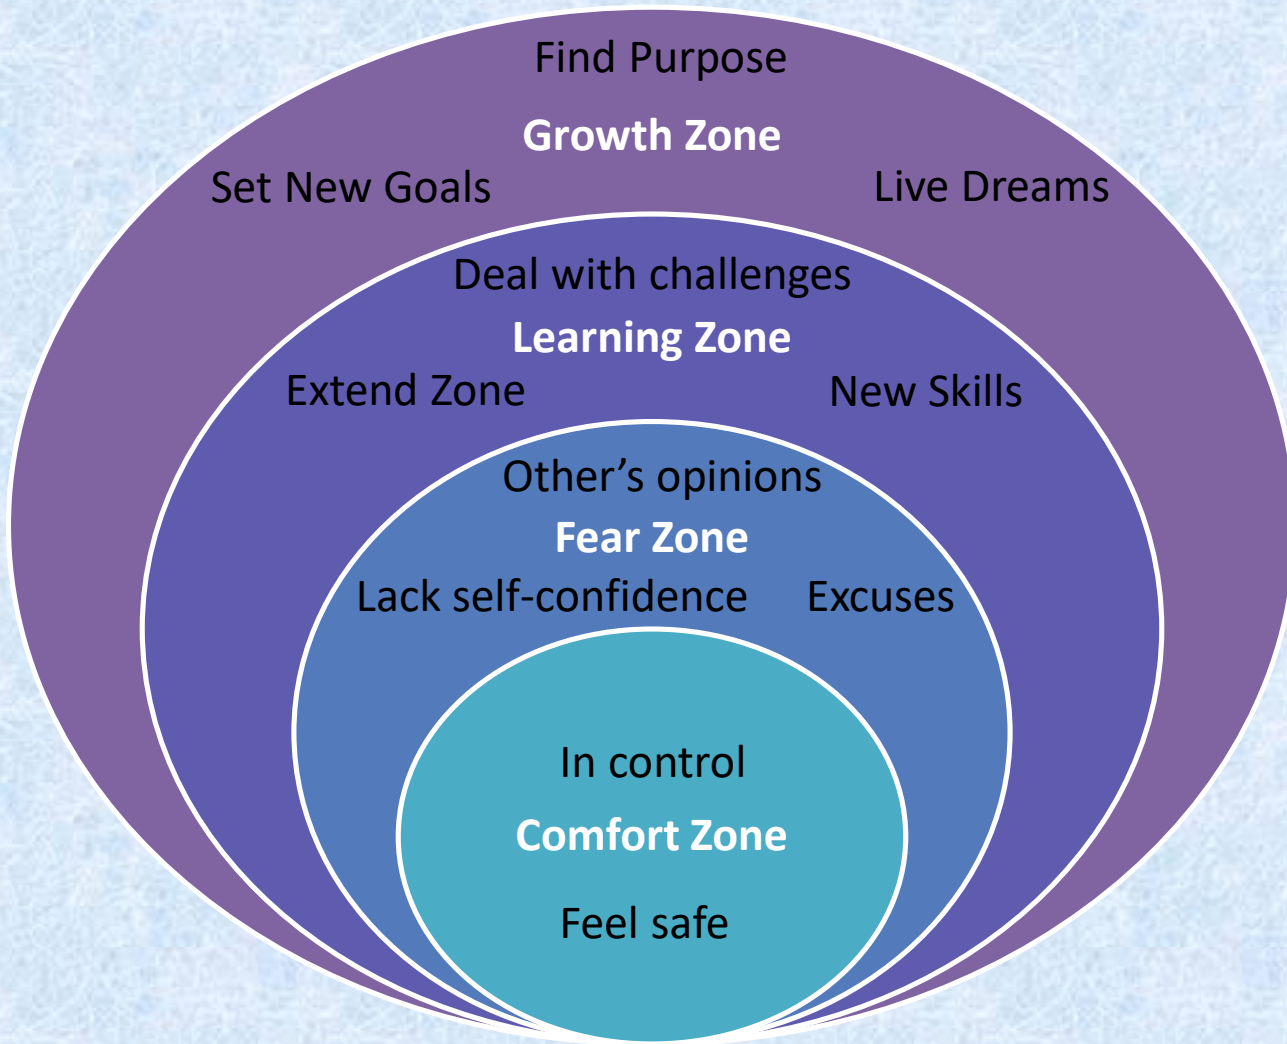 Find Purpose
Growth Zone
Set New Goals
Live Dreams
Deal with challenges
Learning Zone
Extend Zone
New Skills
Other’s opinions
Fear Zone
Lack self-confidence
Excuses
In control
Comfort Zone
Feel safe